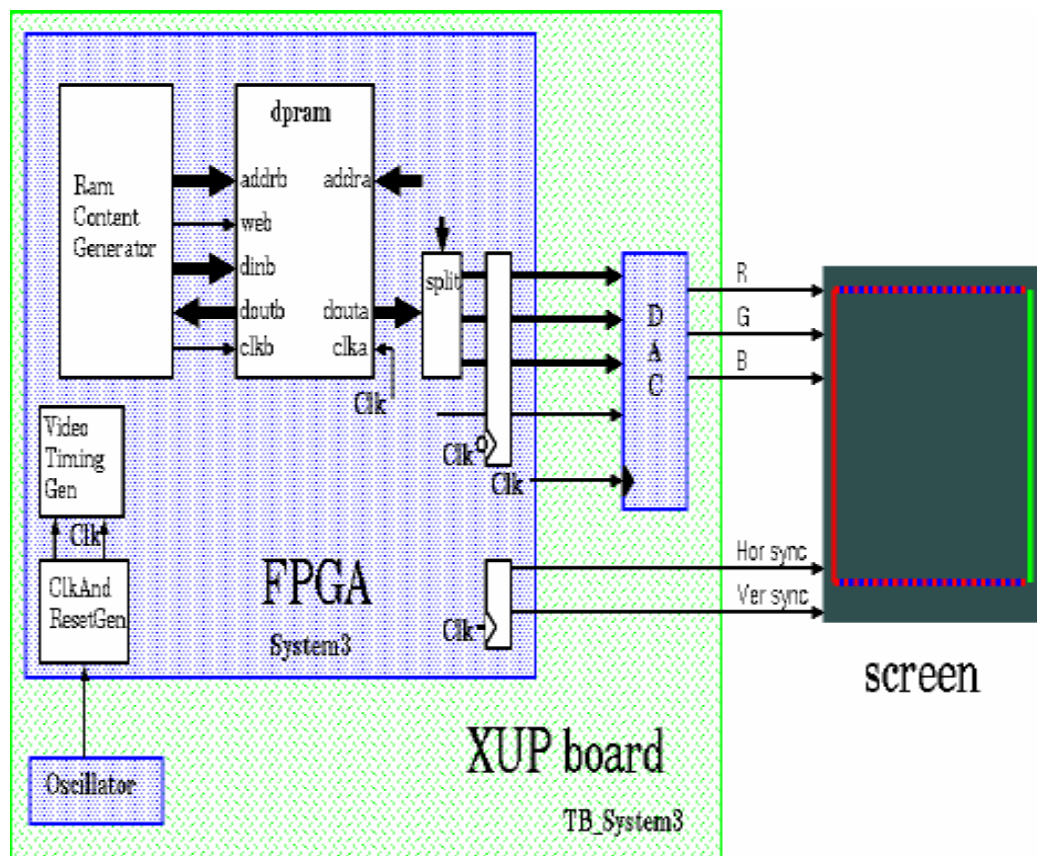 dpram
Ram
Content
Generator
addrb
addra
web
dinb
doutb
douta
clkb
clka
Clk
split
Clk
Clk
D
A
C
R
G
B
Video
Timing
Gen
Clk
ClkAnd
ResetGen
FPGA
System3
Clk
Hor sync
Ver sync
screen
Oscillator
XUP board
TB_System3